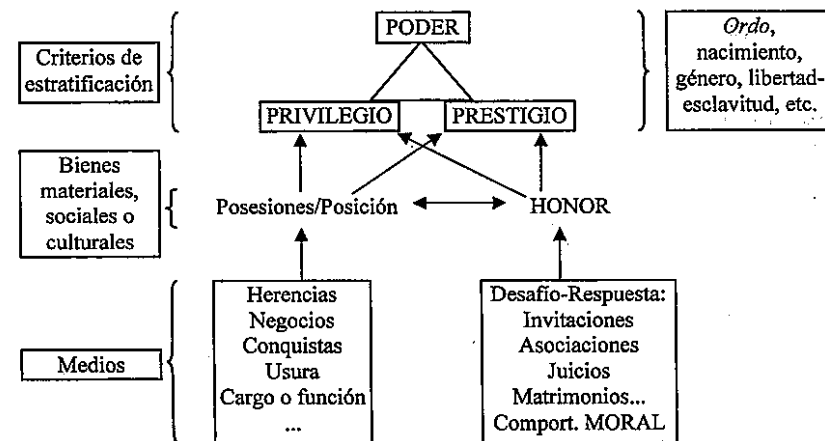 PODER
Criterios de
estratificación
Ordo,
nacimiento,
género, libertad-
esclavitud, etc.
PRIVILEGIO
PRESTIGIO
Bienes
materiales,
sociales o
culturales
Posesiones/Posición
HONOR
Medios
Herencias
Negocios
Conquistas
Usura
Cargo o función
...
Desafío-Respuesta:
Invitaciones
Asociaciones
Juicios
Matrimonios...
Comport. MORAL